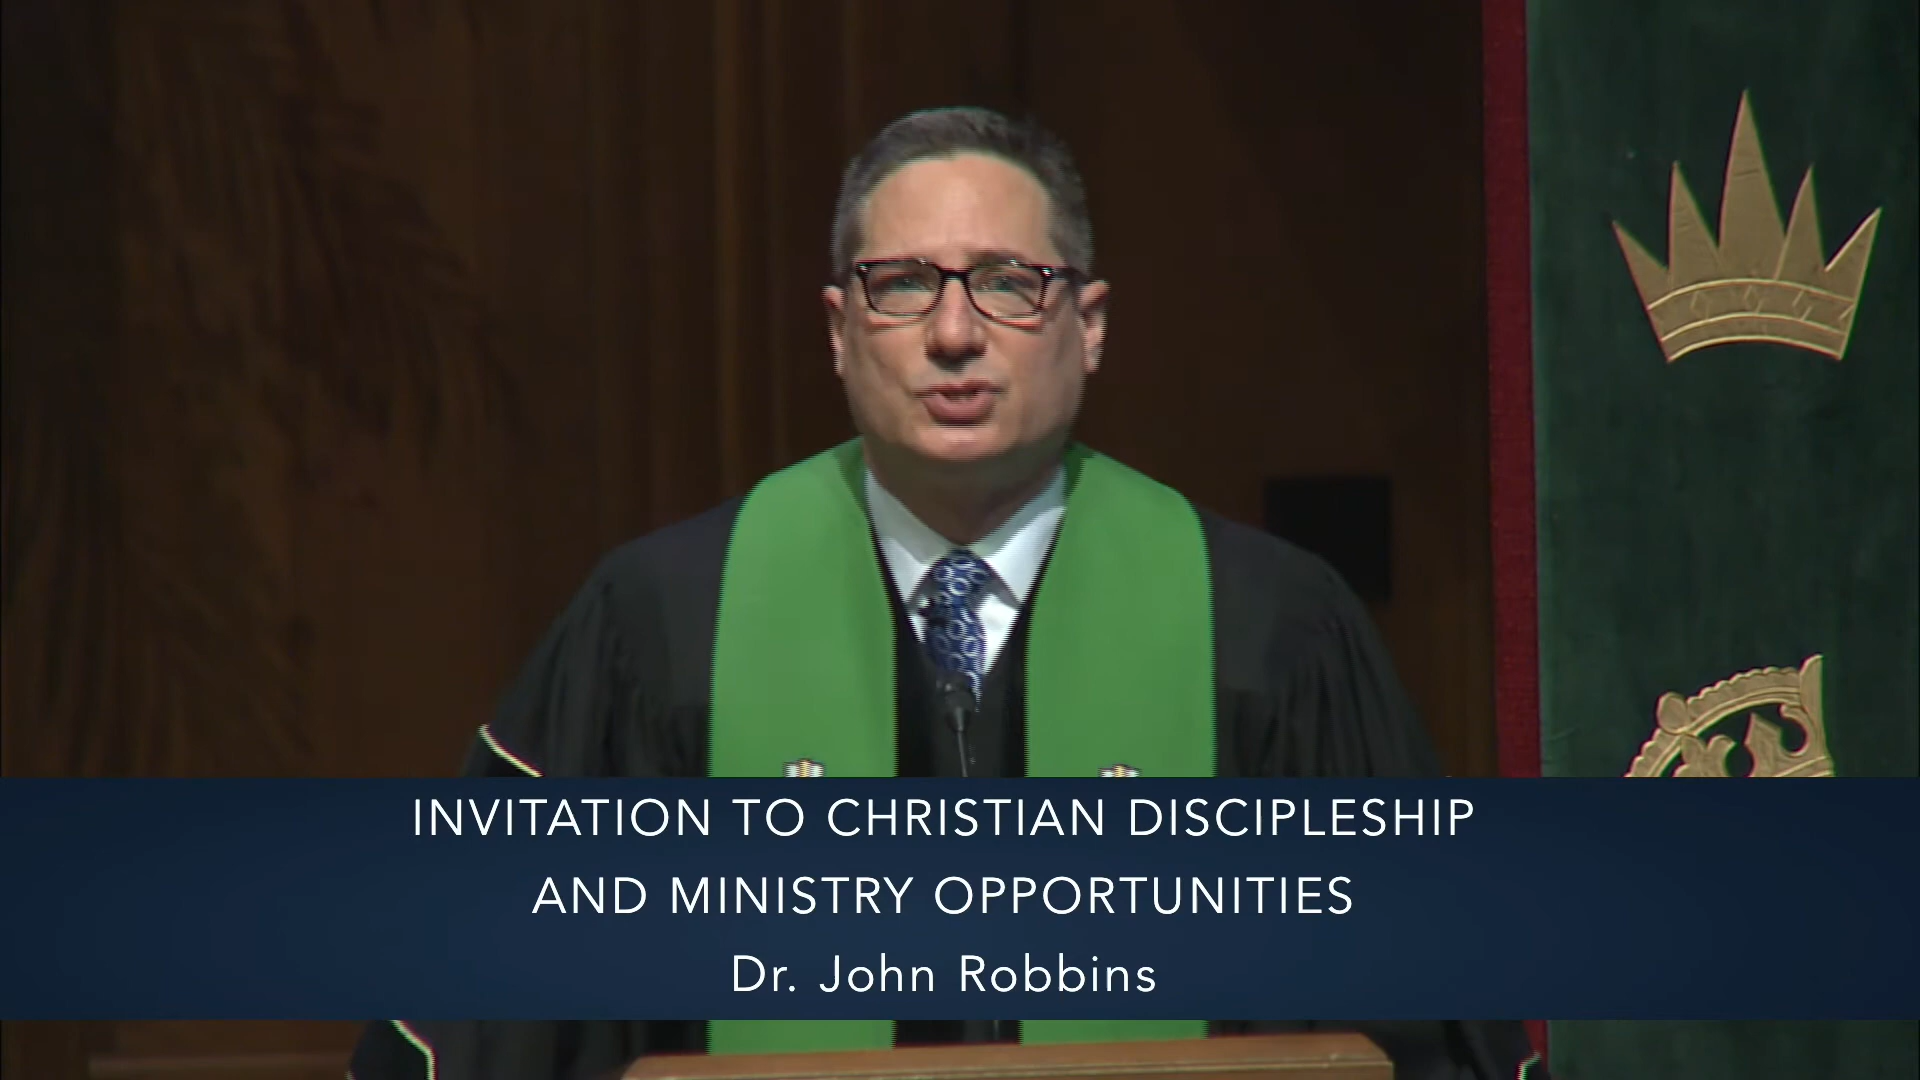 INVITATION TO CHRISTIAN DISCIPLESHIP
AND MINISTRY OPPORTUNITIES
Dr. John Robbins